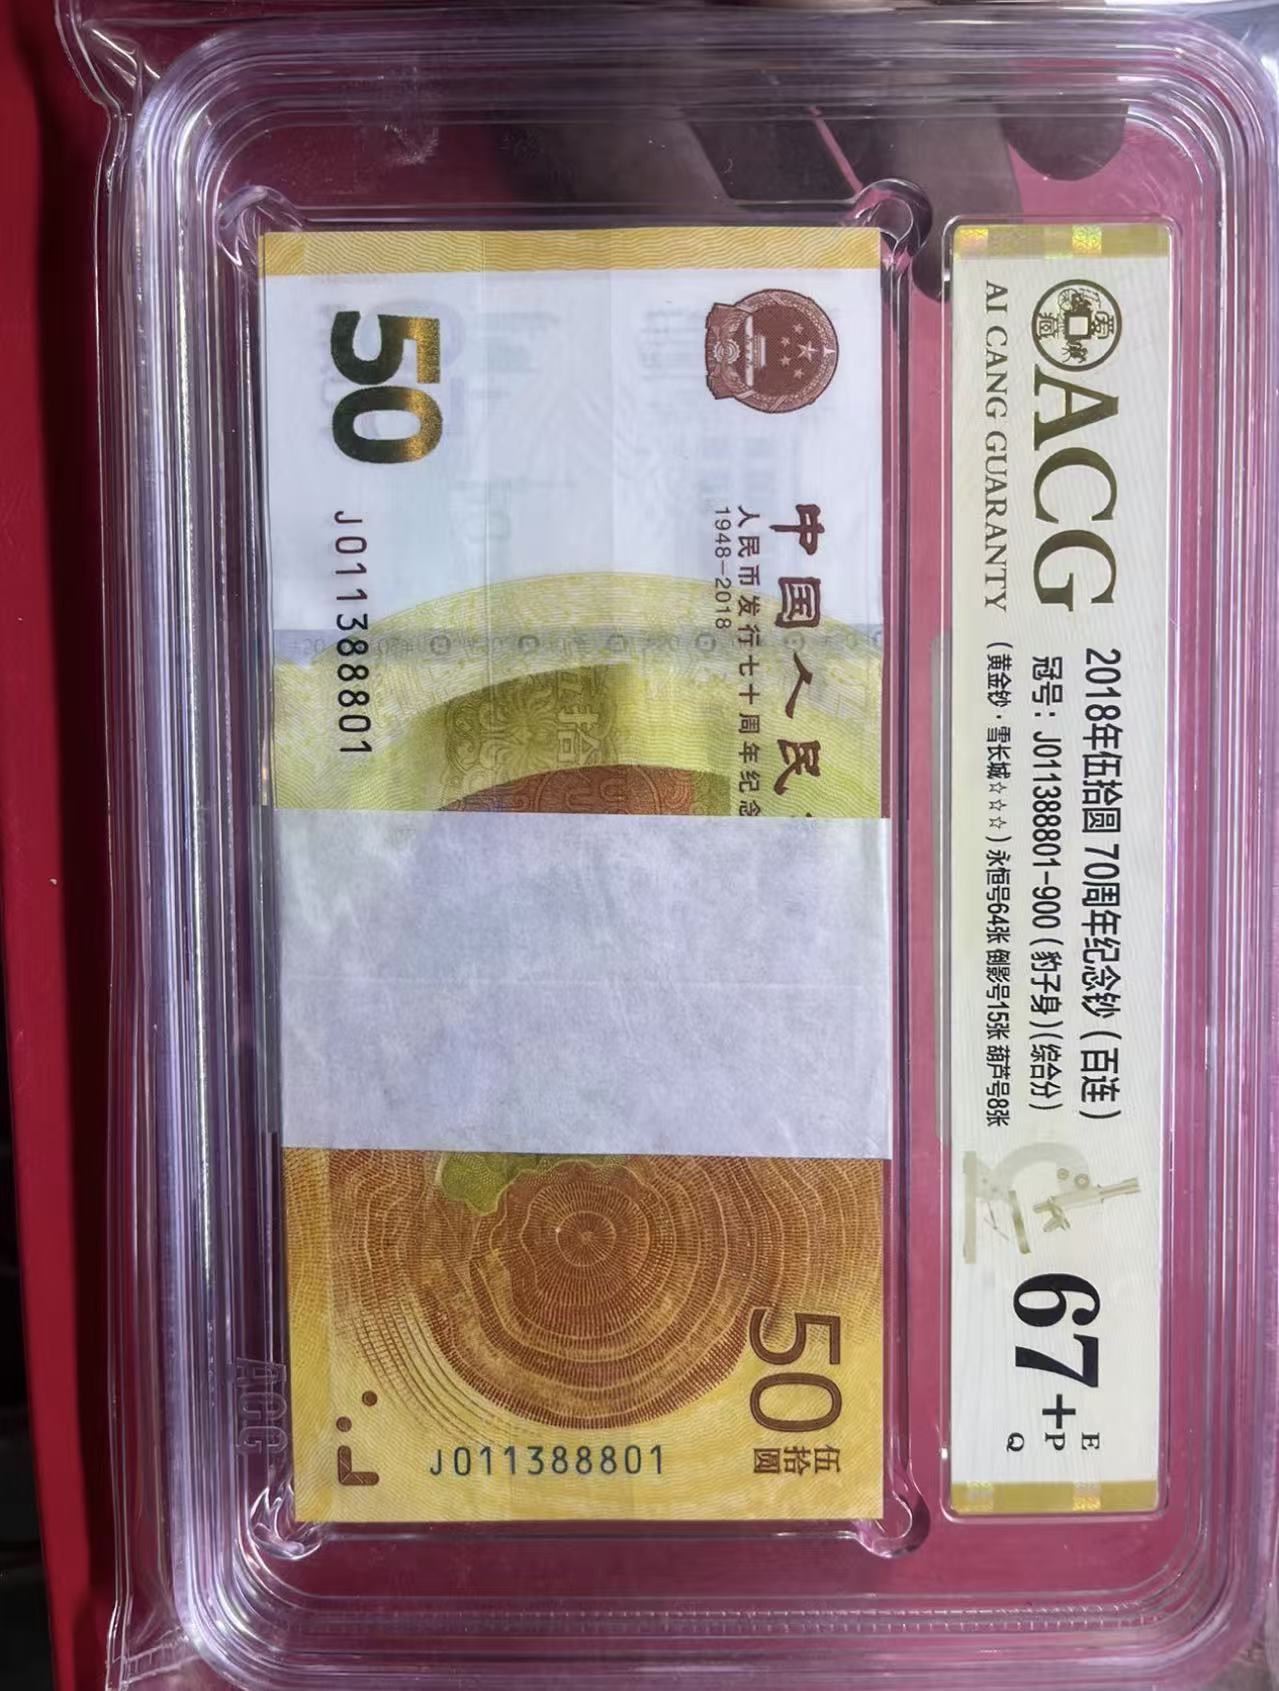 ACG
AI CANG GUARANTY
2018年伍拾圆 70周年纪念钞（百连）
冠号：J011388801-900（豹子身）(综合分）
（黄金钞·雪长城☆☆☆）永恒号64张 倒影号15张 葫芦号8张
67+
E
P
Q
中国人民
人民币发行七十周年纪念
1948-2018
50
J011388801
50
伍拾圆
J011388801
ACG